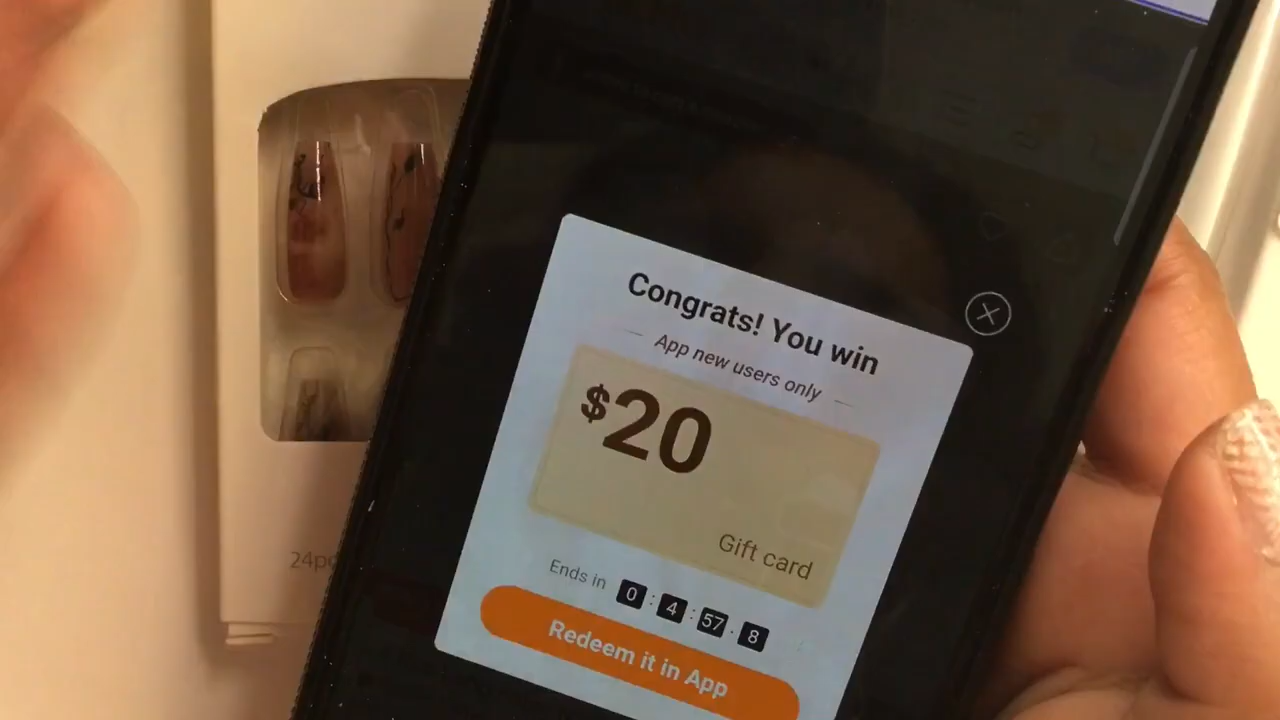 Congrats! You win
App new users only
$20
Gift card
Ends in 0 : 4 : 57 . 8
Redeem it in App